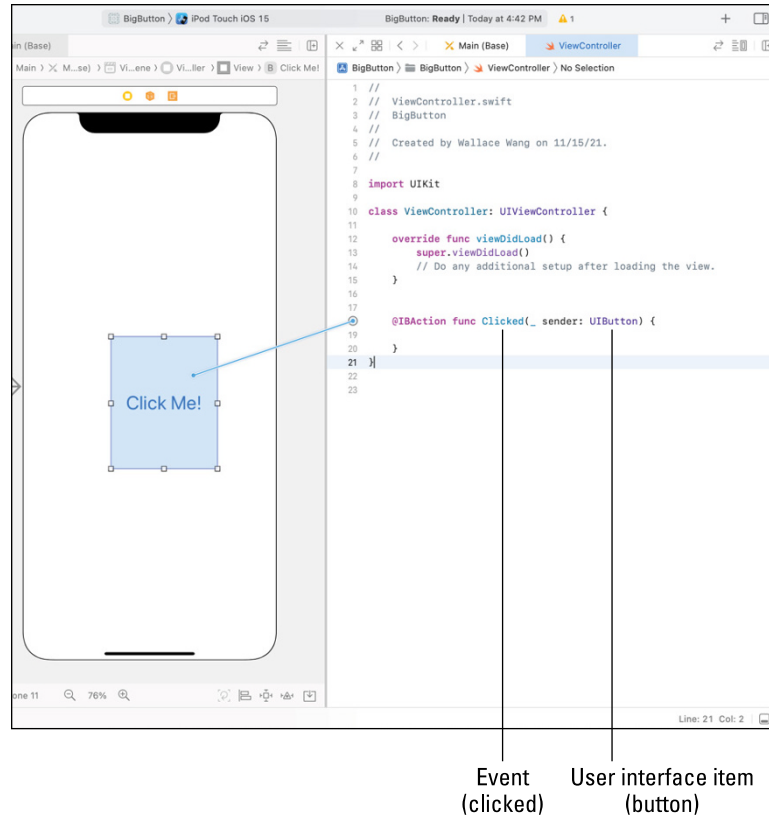 BigButton 〉 iPod Touch iOS 15
BigButton: Ready | Today at 4:42 PM 1
in (Base)
Main 〉 M...se) 〉 Vi...ene 〉 Vi...ller 〉 View 〉 B Click Me!
Click Me!
one 11 76%
Main (Base) ViewController
BigButton 〉 BigButton 〉 ViewController 〉 No Selection
1 //
2 // ViewController.swift
3 // BigButton
4 //
5 // Created by Wallace Wang on 11/15/21.
6 //
7
8 import UIKit
9
10 class ViewController: UIViewController {
11
12 override func viewDidLoad() {
13 super.viewDidLoad()
14 // Do any additional setup after loading the view.
15 }
16
17
@IBAction func Clicked(_ sender: UIButton) {
19
20 }
21 }
22
23
Line: 21 Col: 2
Event
(clicked)
User interface item
(button)